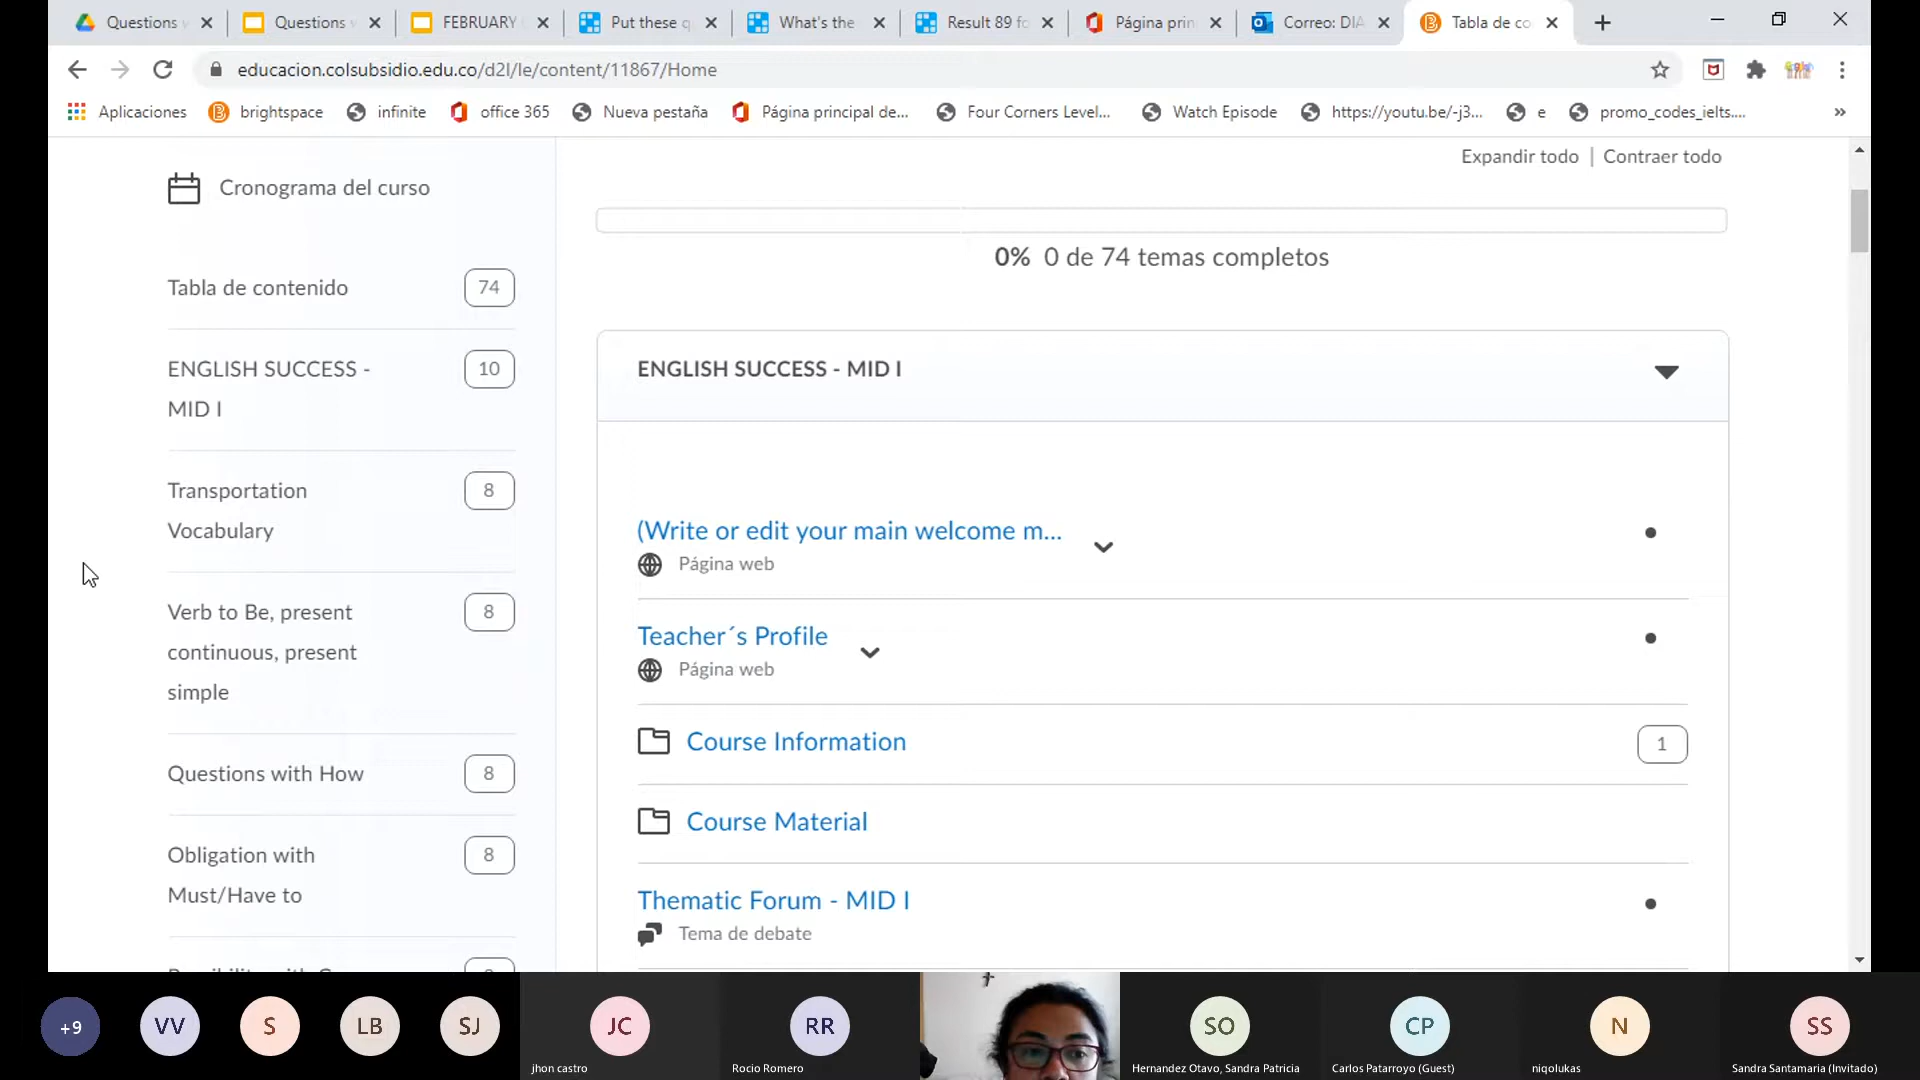 Questions w
Questions w
FEBRUARY
Put these q
What's the
Result 89 fo
Página prin
Correo: DIA
Tabla de co
educacion.colsubsidio.edu.co/d2l/le/content/11867/Home
Aplicaciones
brightspace
infinite
office 365
Nueva pestaña
Página principal de...
Four Corners Level...
Watch Episode
https://youtu.be/-j3...
e
promo_codes_ielts....
»
Expandir todo | Contraer todo
Cronograma del curso
0% 0 de 74 temas completos
Tabla de contenido 74
ENGLISH SUCCESS - 10
MID I
Transportation 8
Vocabulary
Verb to Be, present 8
continuous, present
simple
Questions with How 8
Obligation with 8
Must/Have to
ENGLISH SUCCESS - MID I
(Write or edit your main welcome m...
Página web
Teacher´s Profile
Página web
Course Information 1
Course Material
Thematic Forum - MID I
Tema de debate
+9
VV
S
LB
SJ
JC
RR
SO
CP
N
SS
jhon castro
Rocio Romero
Hernandez Otavo, Sandra Patricia
Carlos Patarroyo (Guest)
niqolukas
Sandra Santamaria (Invitado)